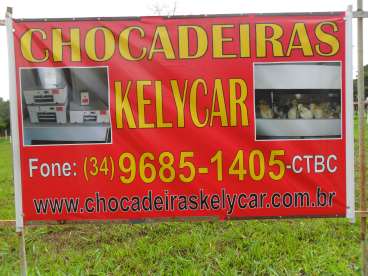 CHOCADEIRAS
KELYCAR
Fone: (34) 9685-1405-CTBC
www.chocadeiraskelycar.com.br